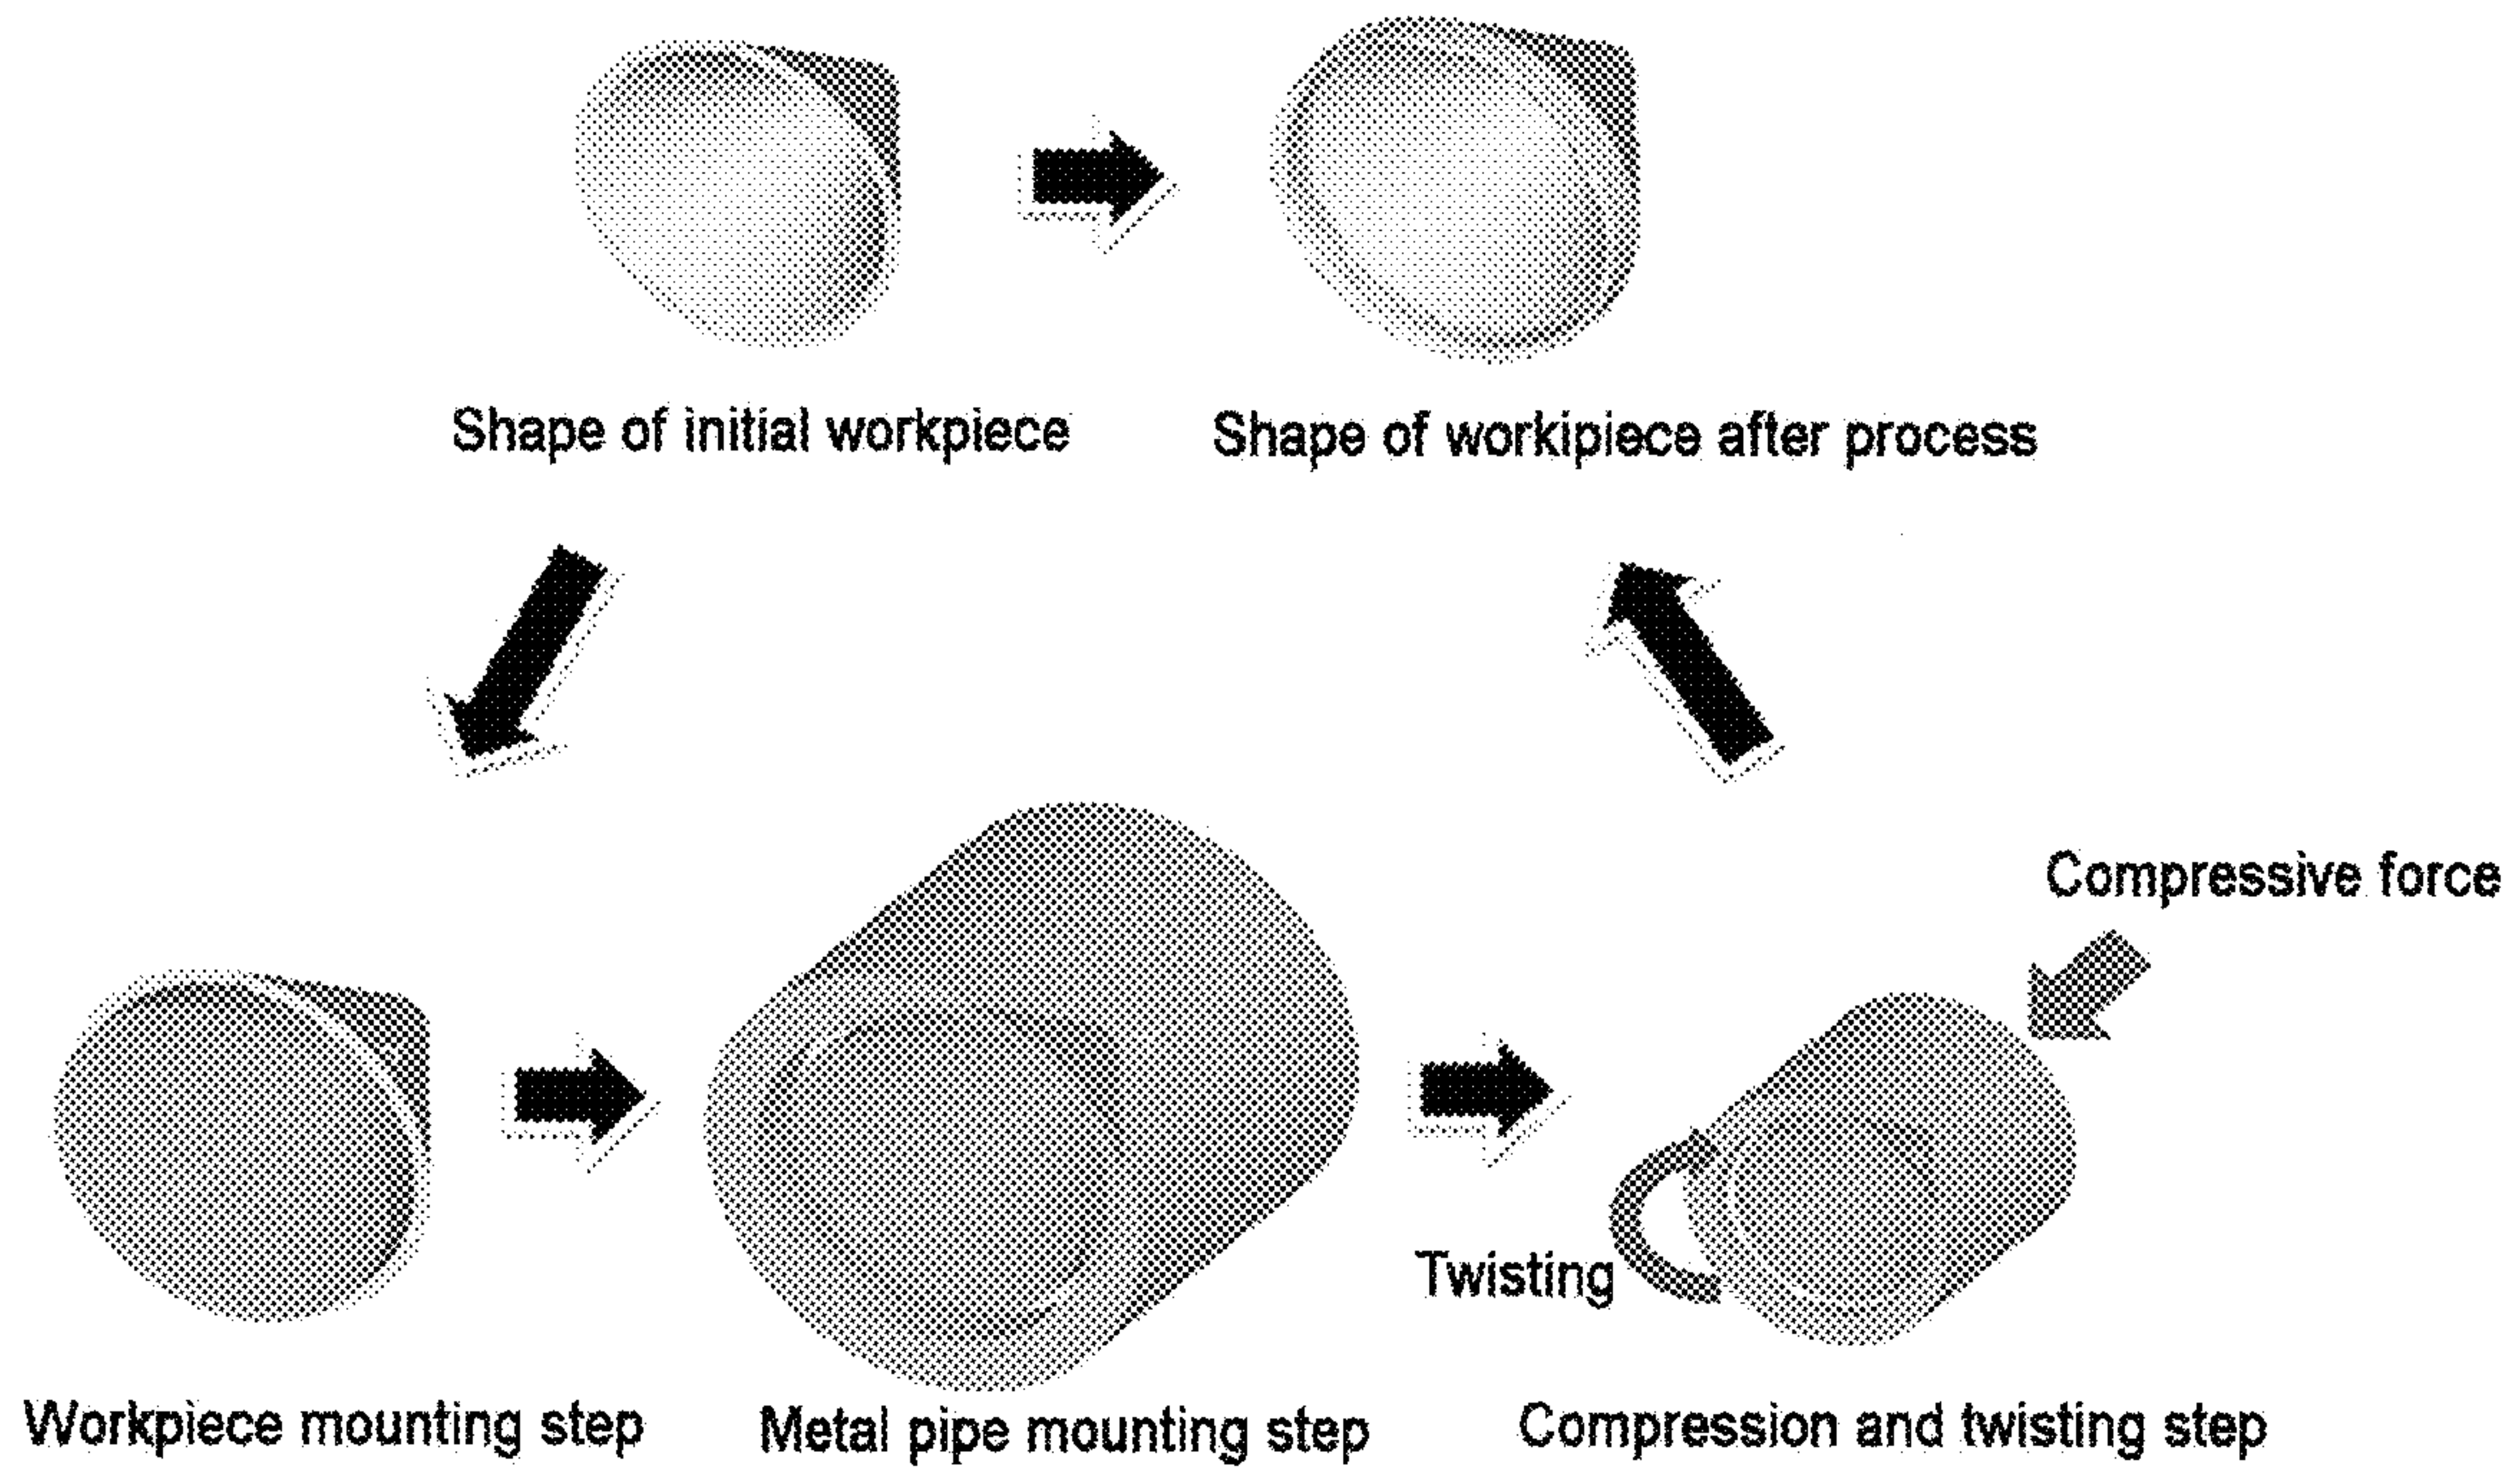 Shape of initial workpiece
Shape of workipiece after process
Compressive force
Twisting
Workpiece mounting step
Metal pipe mounting step
Compression and twisting step